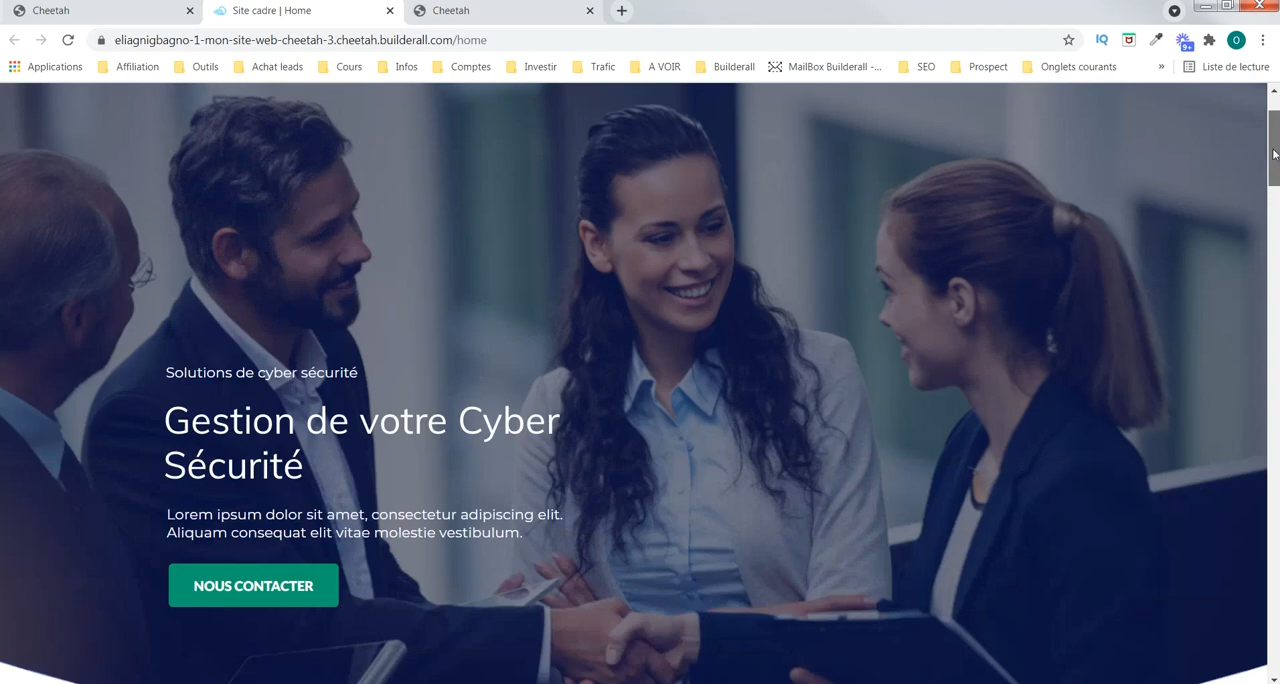 Cheetah
Site cadre | Home
Cheetah
eliagnigbagno-1-mon-site-web-cheetah-3.cheetah.builderall.com/home
IQ
9+
O
Applications
Affiliation
Outils
Achat leads
Cours
Infos
Comptes
Investir
Trafic
A VOIR
Builderall
MailBox Builderall -...
SEO
Prospect
Onglets courants
»
Liste de lecture
Solutions de cyber sécurité
Gestion de votre Cyber
Sécurité
Lorem ipsum dolor sit amet, consectetur adipiscing elit.
Aliquam consequat elit vitae molestie vestibulum.
NOUS CONTACTER